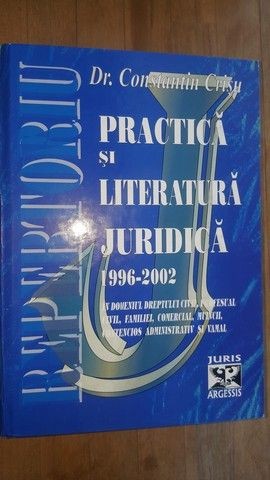 REPERTORIU
Dr. Constantin Crișu
PRACTICĂ
ȘI
LITERATURĂ
JURIDICĂ
1996-2002
ÎN DOMENIUL DREPTULUI CIVIL, PROCESUAL
CIVIL, FAMILIEI, COMERCIAL, MUNCII,
CONTENCIOS ADMINISTRATIV ȘI VAMAL
JURIS
ARGESSIS